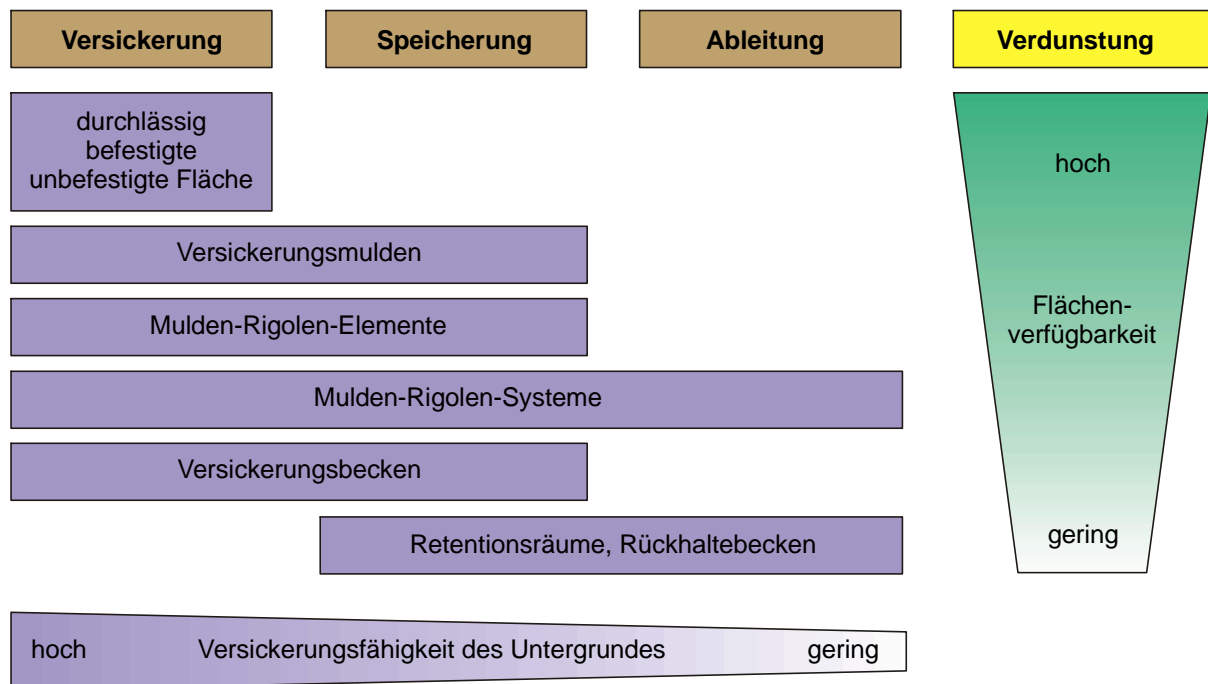 Versickerung
Speicherung
Ableitung
Verdunstung
durchlässig
befestigte
unbefestigte Fläche
hoch
Versickerungsmulden
Mulden-Rigolen-Elemente
Flächen-
verfügbarkeit
Mulden-Rigolen-Systeme
Versickerungsbecken
Retentionsräume, Rückhaltebecken
gering
hoch
Versickerungsfähigkeit des Untergrundes
gering